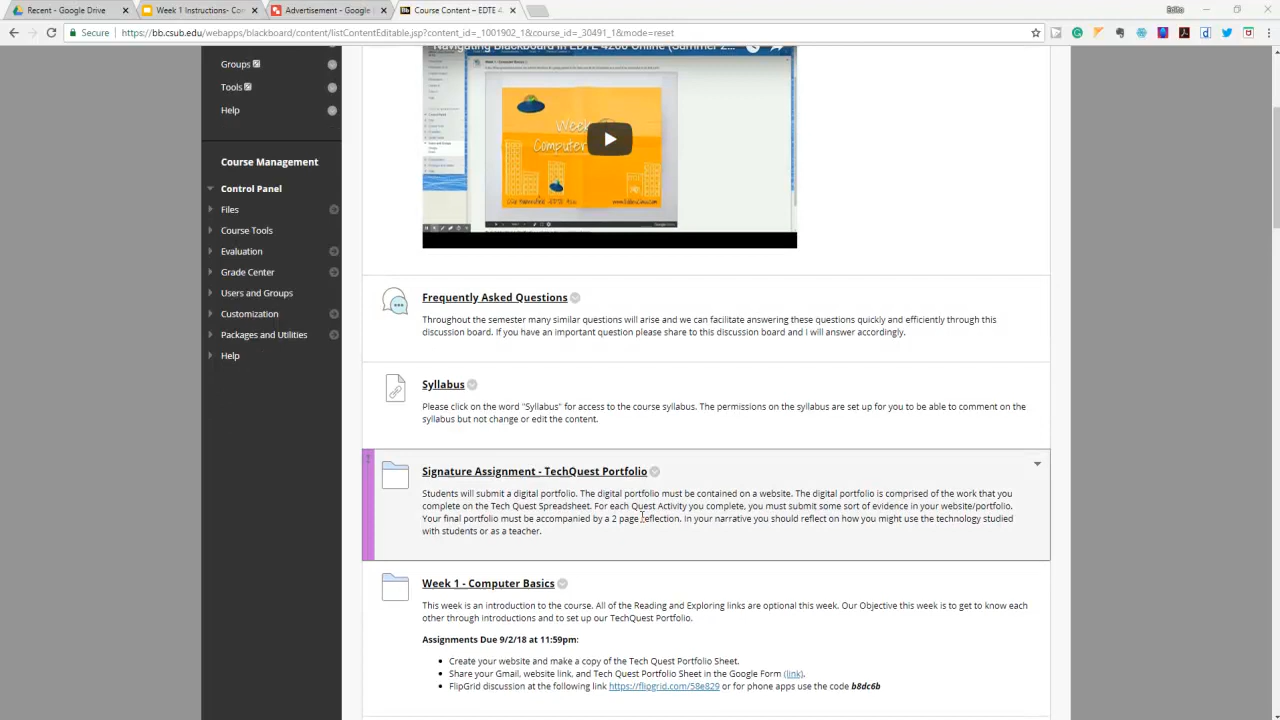 Recent - Google Drive
Week 1 Instructions- Co
Advertisement - Google
Course Content – EDTE 4
Secure
https://bb.csub.edu/webapps/blackboard/content/listContentEditable.jsp?content_id=_1001902_1&course_id=_30491_1&mode=reset
Navigating Blackboard in EDTE 4200 Online (Summer 2...
Groups
Tools
Help
Course Management
Control Panel
Files
Course Tools
Evaluation
Grade Center
Users and Groups
Customization
Packages and Utilities
Help
Week
Computer
Frequently Asked Questions
Throughout the semester many similar questions will arise and we can facilitate answering these questions quickly and efficiently through this
discussion board. If you have an important question please share to this discussion board and I will answer accordingly.
Syllabus
Please click on the word "Syllabus" for access to the course syllabus. The permissions on the syllabus are set up for you to be able to comment on the
syllabus but not change or edit the content.
Signature Assignment - TechQuest Portfolio
Students will submit a digital portfolio. The digital portfolio must be contained on a website. The digital portfolio is comprised of the work that you
complete on the Tech Quest Spreadsheet. For each Quest Activity you complete, you must submit some sort of evidence in your website/portfolio.
Your final portfolio must be accompanied by a 2 page reflection. In your narrative you should reflect on how you might use the technology studied
with students or as a teacher.
Week 1 - Computer Basics
This week is an introduction to the course. All of the Reading and Exploring links are optional this week. Our Objective this week is to get to know each
other through introductions and to set up our TechQuest Portfolio.
Assignments Due 9/2/18 at 11:59pm:
Create your website and make a copy of the Tech Quest Portfolio Sheet.
Share your Gmail, website link, and Tech Quest Portfolio Sheet in the Google Form (link).
FlipGrid discussion at the following link https://flipgrid.com/58e829 or for phone apps use the code b8dc6b